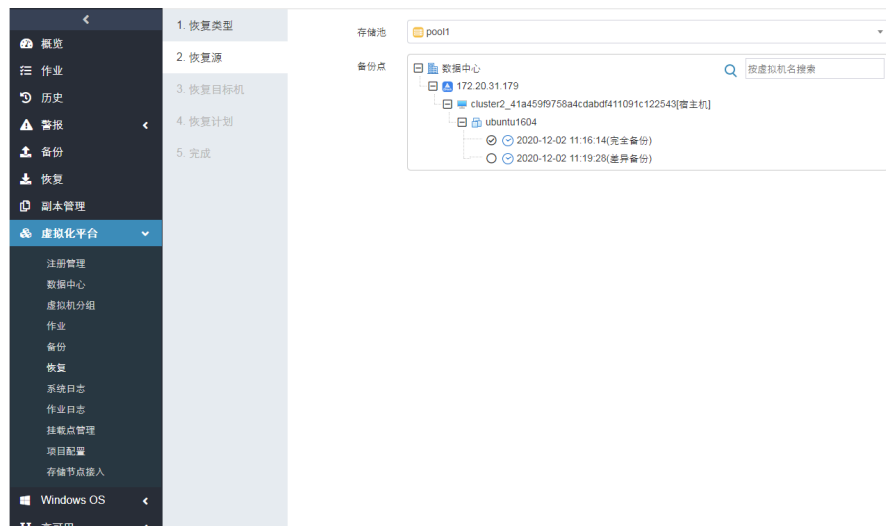 概览
作业
历史
警报
备份
恢复
副本管理
虚拟化平台
注册管理
数据中心
虚拟机分组
作业
备份
恢复
系统日志
作业日志
挂载点管理
项目配置
存储节点接入
Windows OS
高可用
1. 恢复类型
2. 恢复源
3. 恢复目标机
4. 恢复计划
5. 完成
存储池 pool1
备份点
数据中心 按虚拟机名搜索
172.20.31.179
cluster2_41a459f9758a4cdabdf411091c122543[宿主机]
ubuntu1604
2020-12-02 11:16:14(完全备份)
2020-12-02 11:19:28(差异备份)